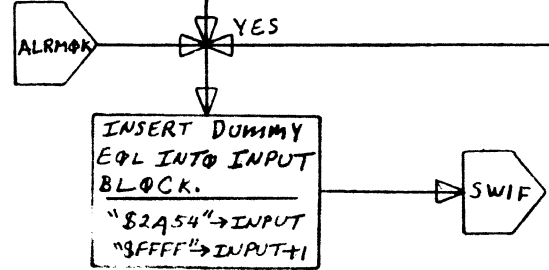 YES
ALRMØK
INSERT DUMMY
EØL INTØ INPUT
BLØCK.
"$2A54"→INPUT
"$FFFF"→INPUT+1
SWIF